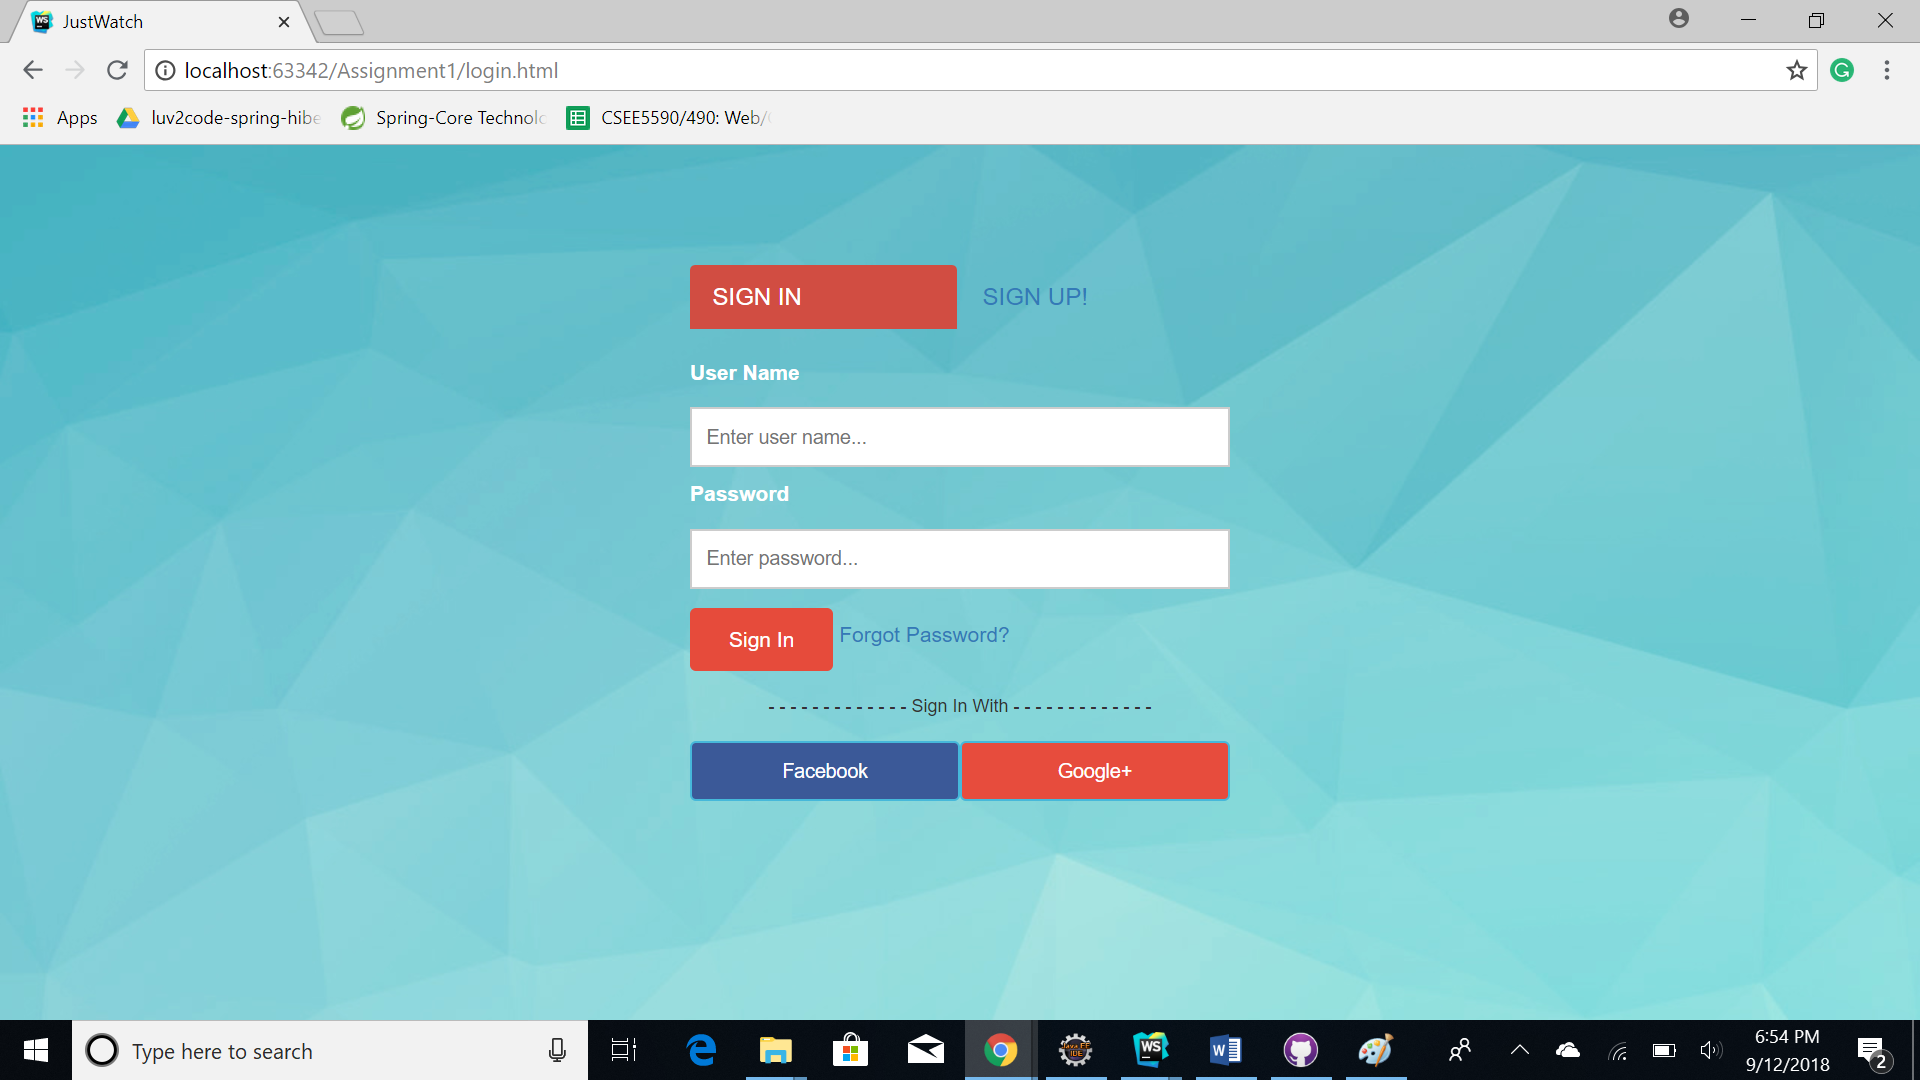 JustWatch
localhost:63342/Assignment1/login.html
Apps luv2code-spring-hibe Spring-Core Technolo CSEE5590/490: Web/
SIGN IN SIGN UP!
User Name
Enter user name...
Password
Enter password...
Sign In Forgot Password?
- - - - - - - - - - - - - Sign In With - - - - - - - - - - - - -
Facebook Google+
Type here to search
6:54 PM
9/12/2018
2